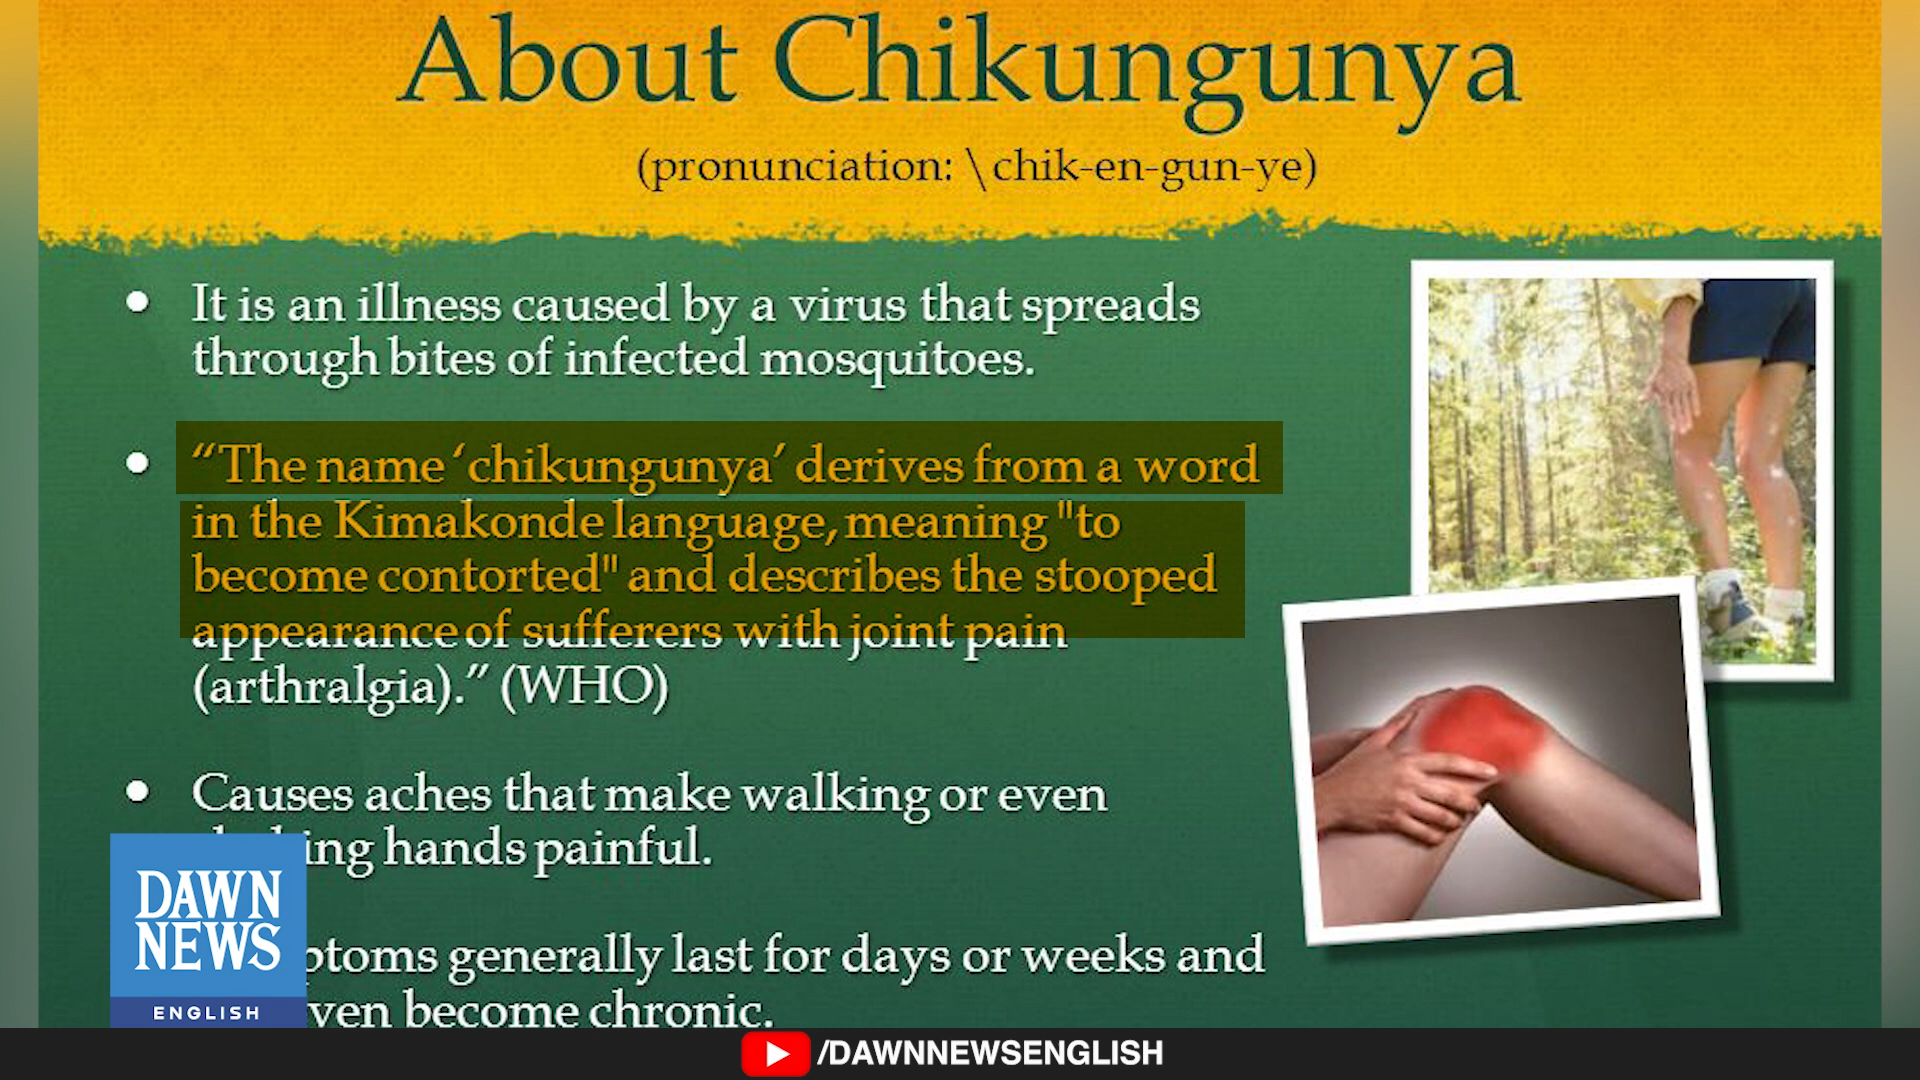 About Chikungunya
(pronunciation: \chik-en-gun-ye)
• It is an illness caused by a virus that spreads
through bites of infected mosquitoes.
• “The name ‘chikungunya’ derives from a word
in the Kimakonde language, meaning "to
become contorted" and describes the stooped
appearance of sufferers with joint pain
(arthralgia).” (WHO)
• Causes aches that make walking or even
hands painful.
generally last for days or weeks and
become chronic.
DAWN
NEWS
ENGLISH
/DAWNNEWSENGLISH